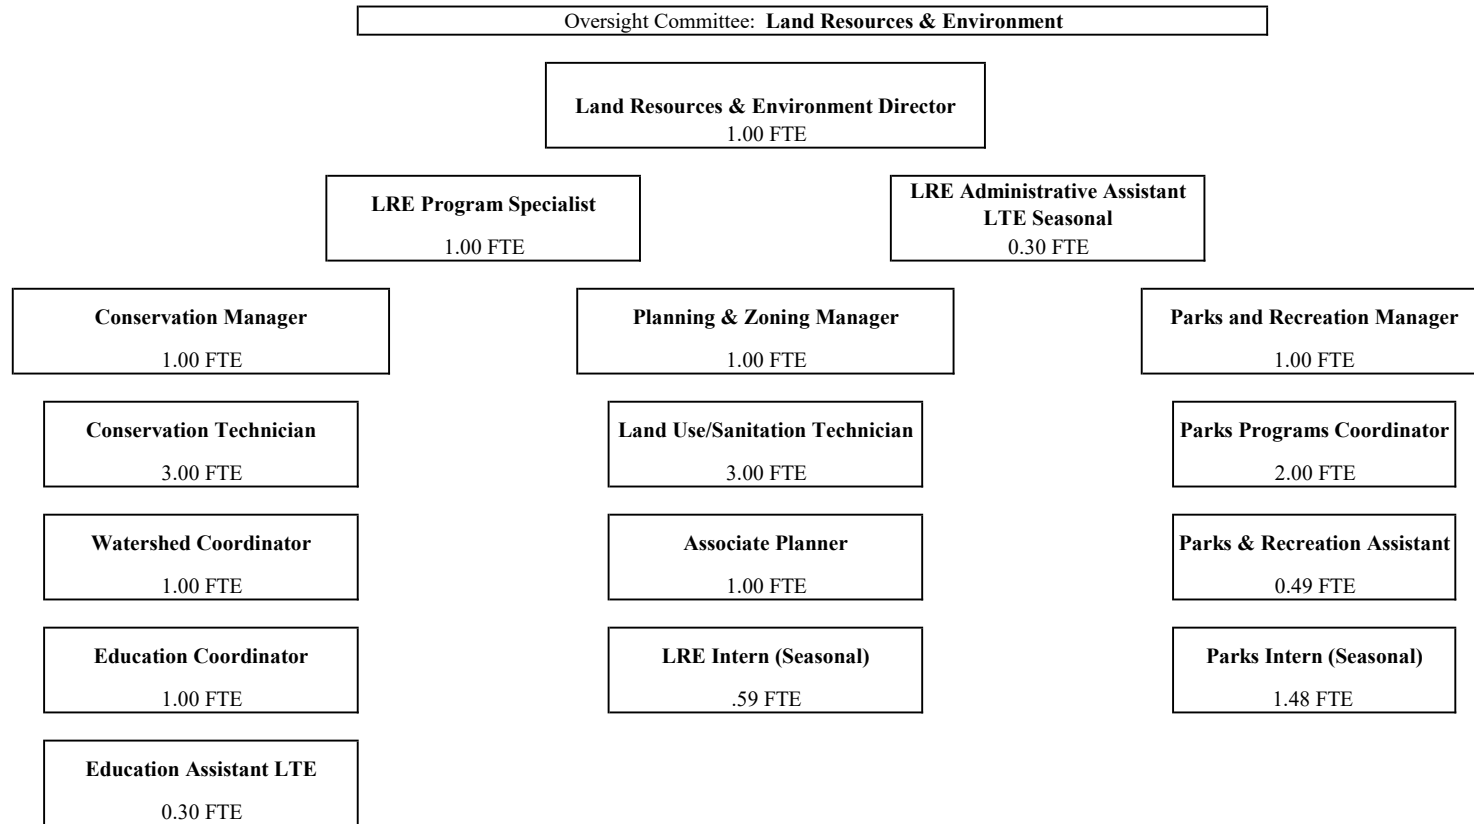 Oversight Committee: Land Resources & Environment
Land Resources & Environment Director
1.00 FTE
LRE Program Specialist
1.00 FTE
LRE Administrative Assistant
LTE Seasonal
0.30 FTE
Conservation Manager
1.00 FTE
Planning & Zoning Manager
1.00 FTE
Parks and Recreation Manager
1.00 FTE
Conservation Technician
3.00 FTE
Land Use/Sanitation Technician
3.00 FTE
Parks Programs Coordinator
2.00 FTE
Watershed Coordinator
1.00 FTE
Associate Planner
1.00 FTE
Parks & Recreation Assistant
0.49 FTE
Education Coordinator
1.00 FTE
LRE Intern (Seasonal)
.59 FTE
Parks Intern (Seasonal)
1.48 FTE
Education Assistant LTE
0.30 FTE